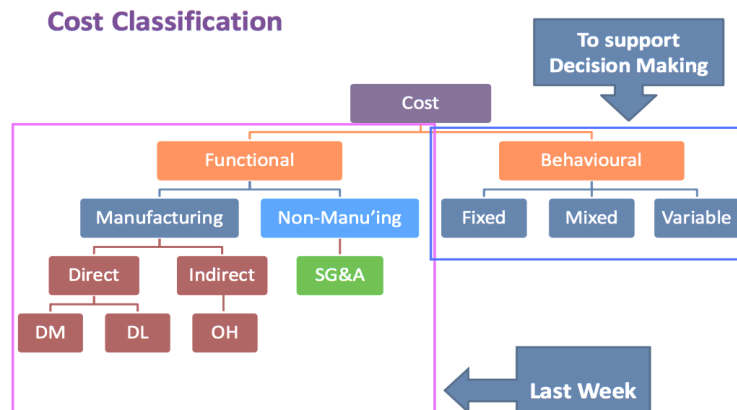 Cost Classification
To support
Decision Making
Cost
Functional
Behavioural
Manufacturing
Non-Manu'ing
Fixed
Mixed
Variable
Direct
Indirect
SG&A
DM
DL
OH
Last Week